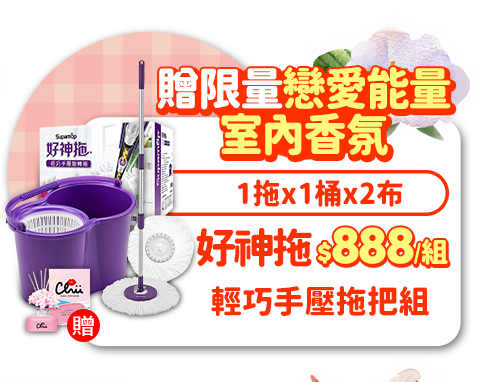 贈限量戀愛能量
室內香氛
1拖x1桶x2布
好神拖$888/組
輕巧手壓拖把組
Supamop
好神拖
輕巧手壓旋轉拖
Chii
Chii
贈